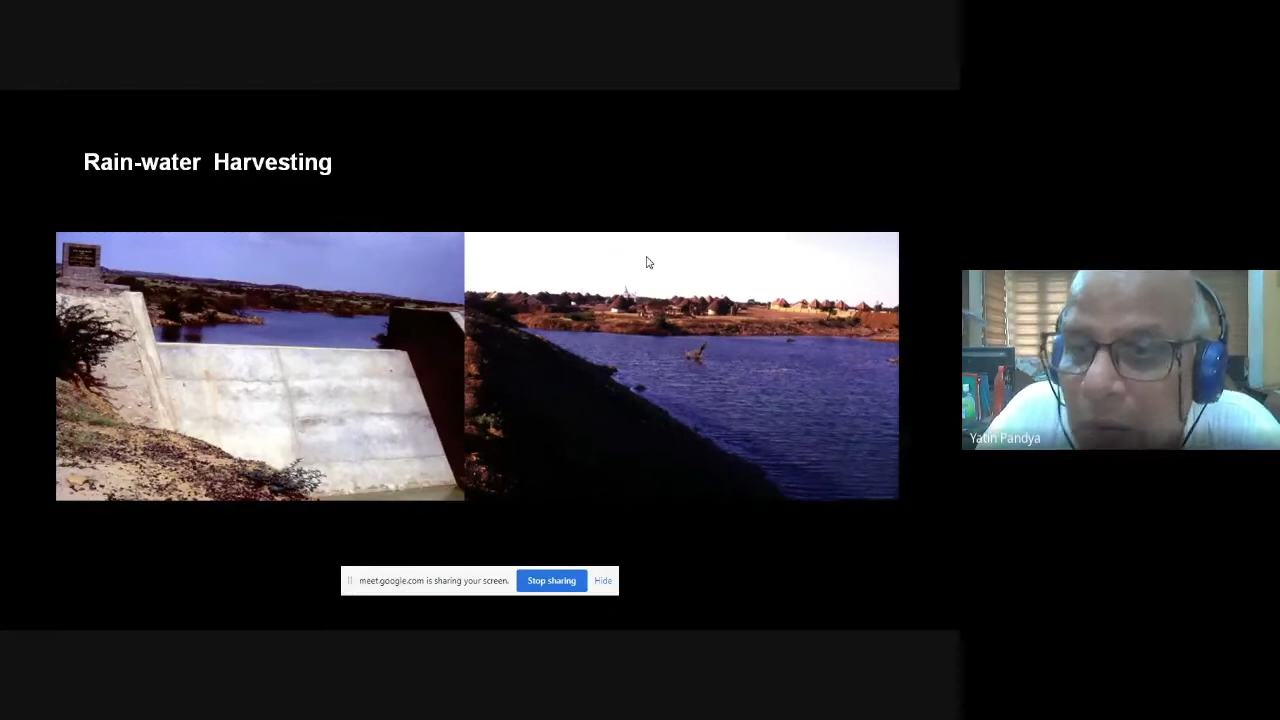 Rain-water Harvesting
meet.google.com is sharing your screen.
Stop sharing
Hide
Yatin Pandya